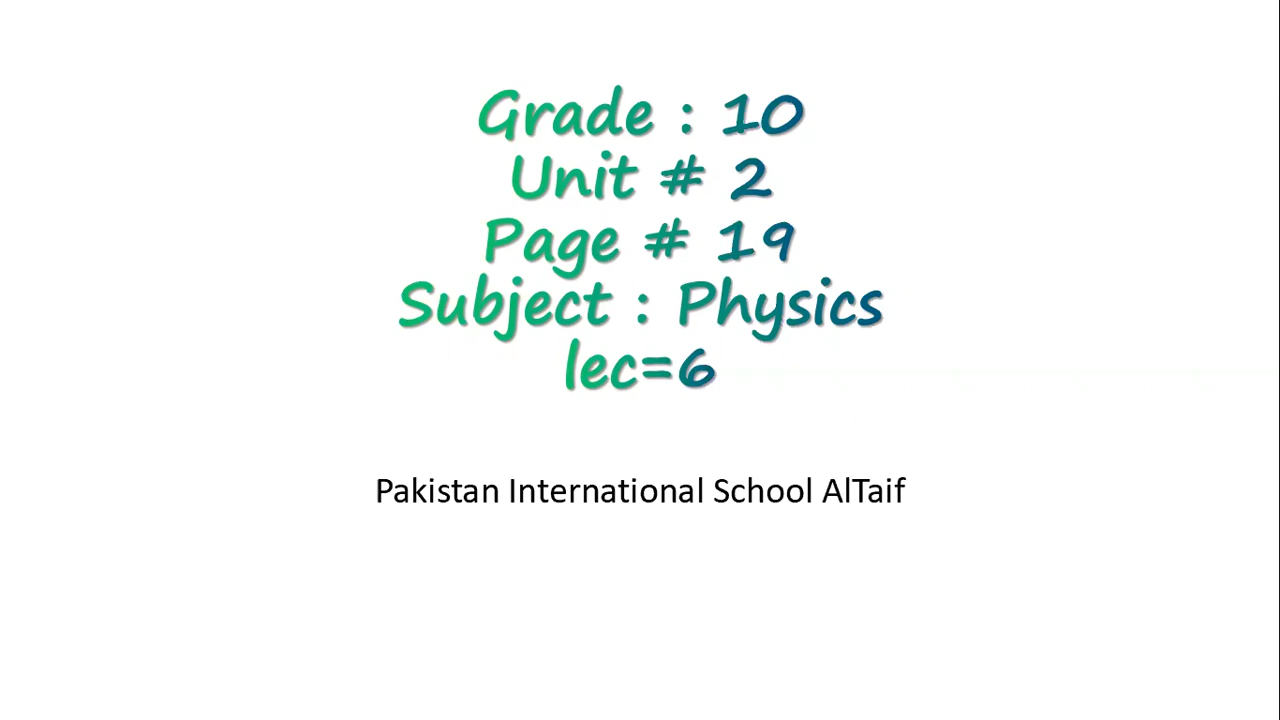 Grade : 10
Unit # 2
Page # 19
Subject : Physics
lec=6
Pakistan International School AlTaif